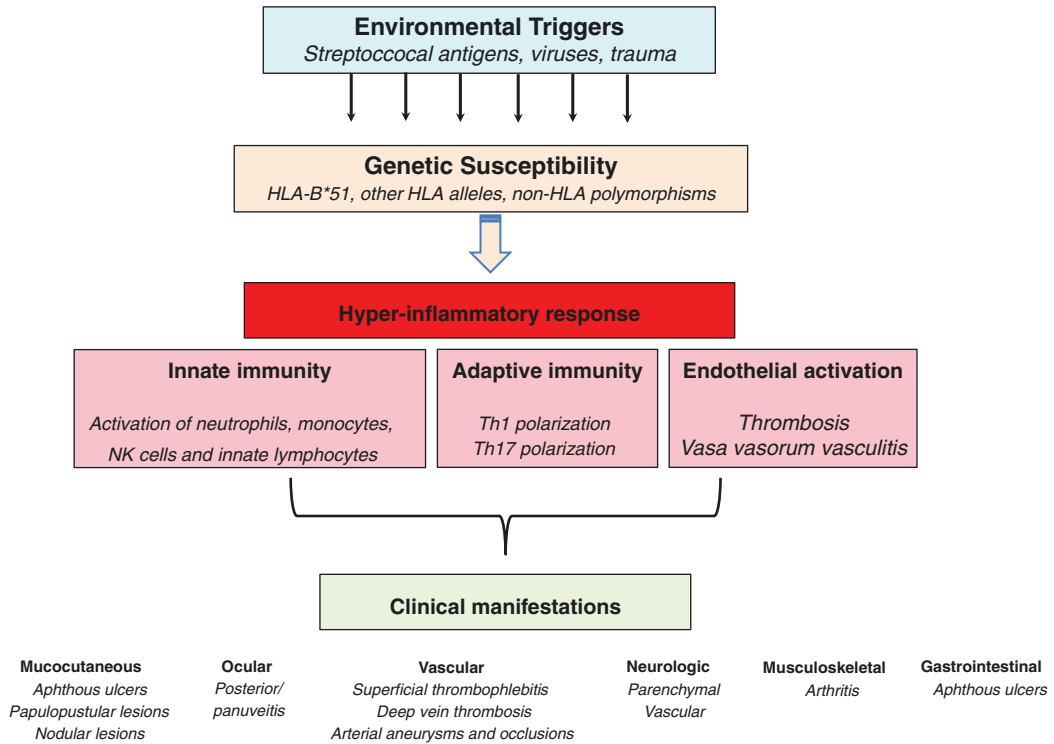 Environmental Triggers
Streptoccocal antigens, viruses, trauma
Genetic Susceptibility
HLA-B*51, other HLA alleles, non-HLA polymorphisms
Hyper-inflammatory response
Innate immunity
Activation of neutrophils, monocytes,
NK cells and innate lymphocytes
Adaptive immunity
Th1 polarization
Th17 polarization
Endothelial activation
Thrombosis
Vasa vasorum vasculitis
Clinical manifestations
Mucocutaneous
Aphthous ulcers
Papulopustular lesions
Nodular lesions
Ocular
Posterior/
panuveitis
Vascular
Superficial thrombophlebitis
Deep vein thrombosis
Arterial aneurysms and occlusions
Neurologic
Parenchymal
Vascular
Musculoskeletal
Arthritis
Gastrointestinal
Aphthous ulcers